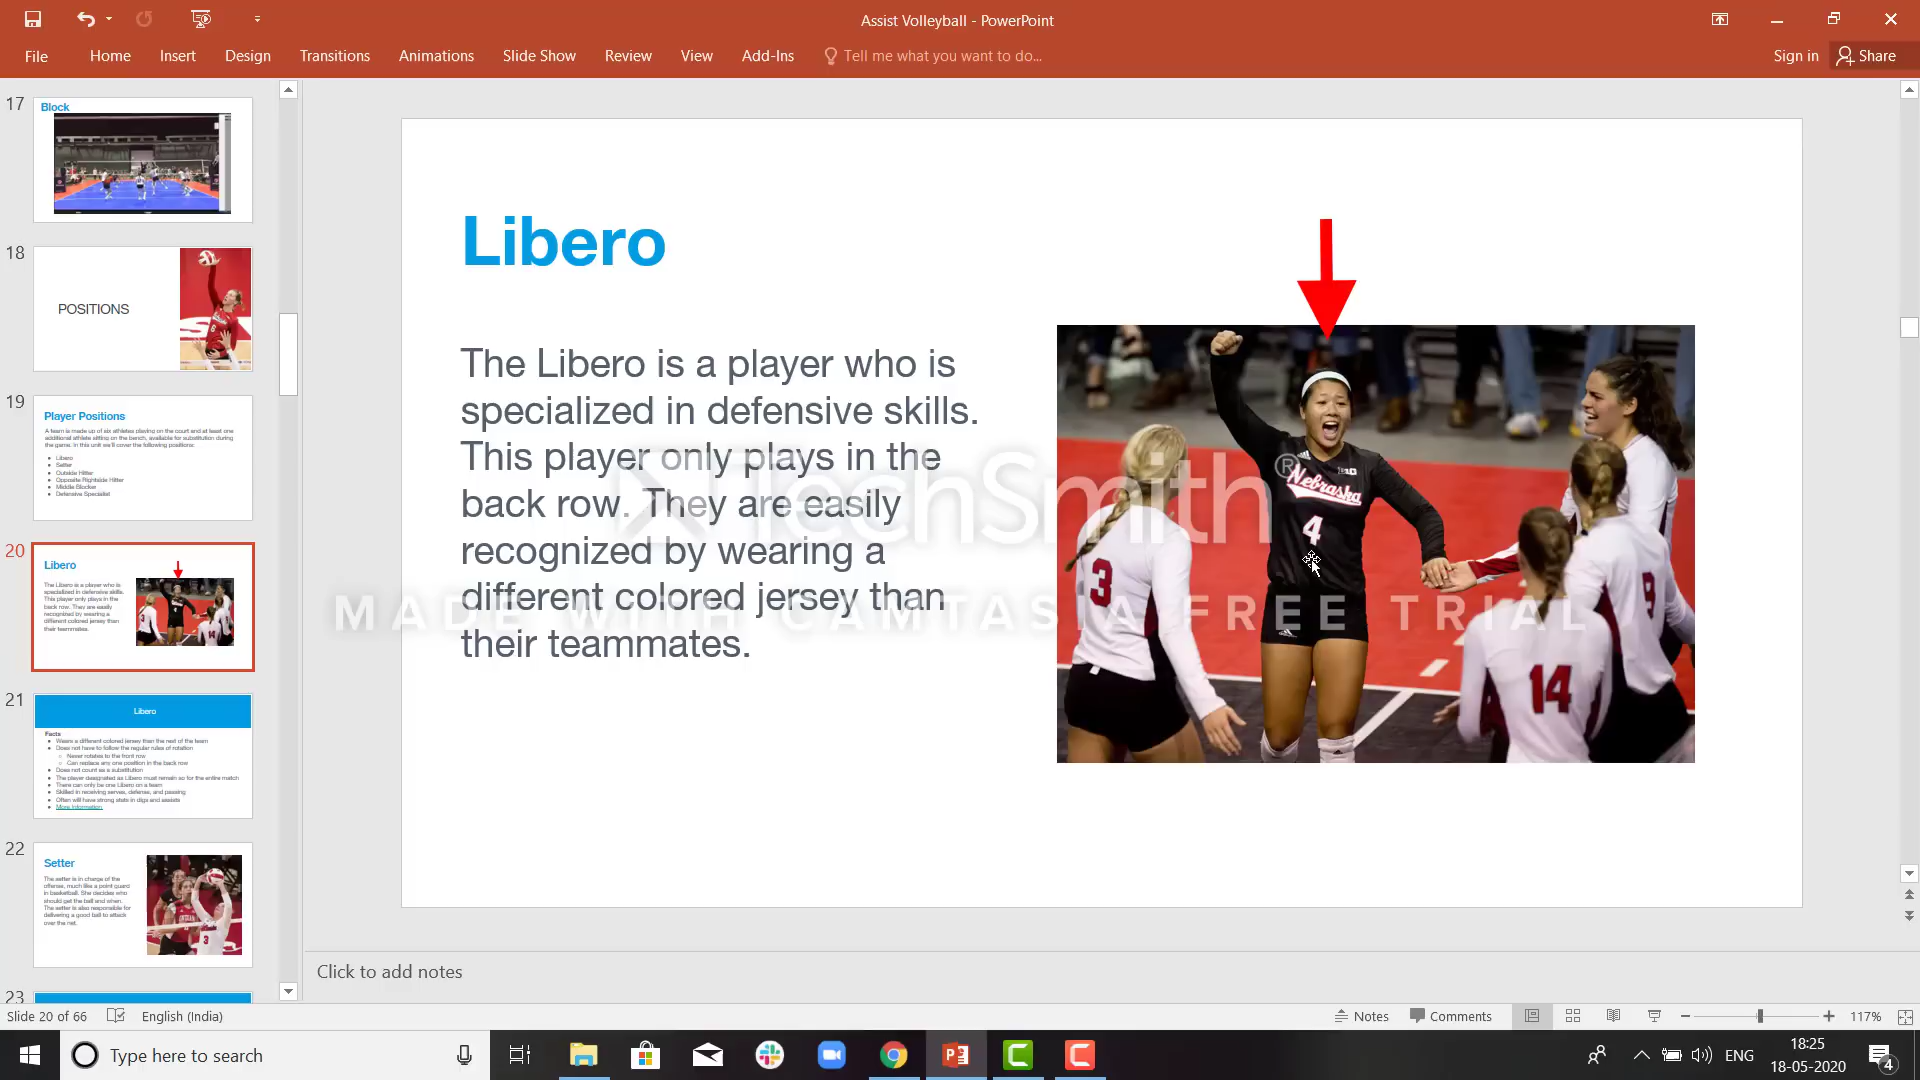 Assist Volleyball - PowerPoint
File Home Insert Design Transitions Animations Slide Show Review View Add-Ins Tell me what you want to do... Sign in Share
17
Block
18
POSITIONS
19
Player Positions
A team is made up of six athletes playing on the court and at least one
additional athlete sitting on the bench, available for substitution during
the game. In this unit we'll cover the following positions:
Libero
Setter
Outside Hitter
Opposite Rightside Hitter
Middle Blocker
Defensive Specialist
20
Libero
The Libero is a player who is
specialized in defensive skills.
This player only plays in the
back row. They are easily
recognized by wearing a
different colored jersey than
their teammates.
21
Libero
Facts
Wears a different colored jersey than the rest of the team
Does not have to follow the regular rules of rotation
Never rotates to the front row
Can replace any one position in the back row
Does not count as a substitution
The player designated as Libero must remain so for the entire match
There can only be one Libero on a team
Skilled in receiving serves, defense, and passing
Often will have strong stats in digs and assists
More Information
22
Setter
The setter is in charge of the
offense, much like a point guard
in basketball. She decides who
should get the ball and when.
The setter is also responsible for
delivering a good ball to attack
over the net.
23
Libero
The Libero is a player who is
specialized in defensive skills.
This player only plays in the
back row. They are easily
recognized by wearing a
different colored jersey than
their teammates.
Nebraska
4
3
14
9
TechSmith®
MADE WITH CAMTASIA FREE TRIAL
Click to add notes
Slide 20 of 66 English (India) Notes Comments 117%
Type here to search
ENG
18:25
18-05-2020
4